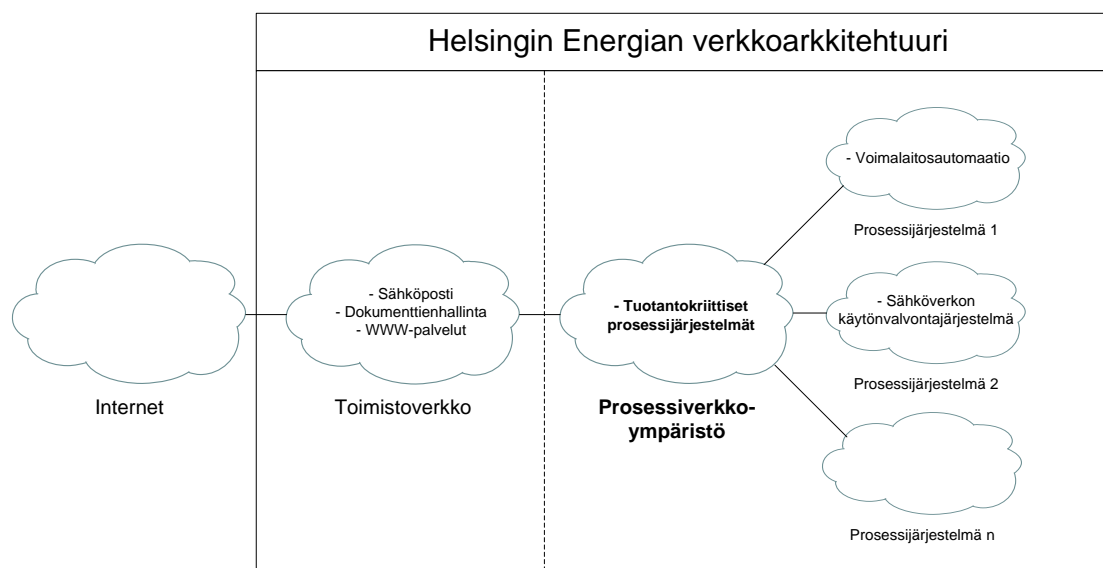 Helsingin Energian verkkoarkkitehtuuri
- Voimalaitosautomaatio
Prosessijärjestelmä 1
- Sähköposti
- Dokumenttienhallinta
- WWW-palvelut
- Tuotantokriittiset
prosessijärjestelmät
- Sähköverkon
käytönvalvontajärjestelmä
Prosessijärjestelmä 2
Internet
Toimistoverkko
Prosessiverkko-
ympäristö
Prosessijärjestelmä n